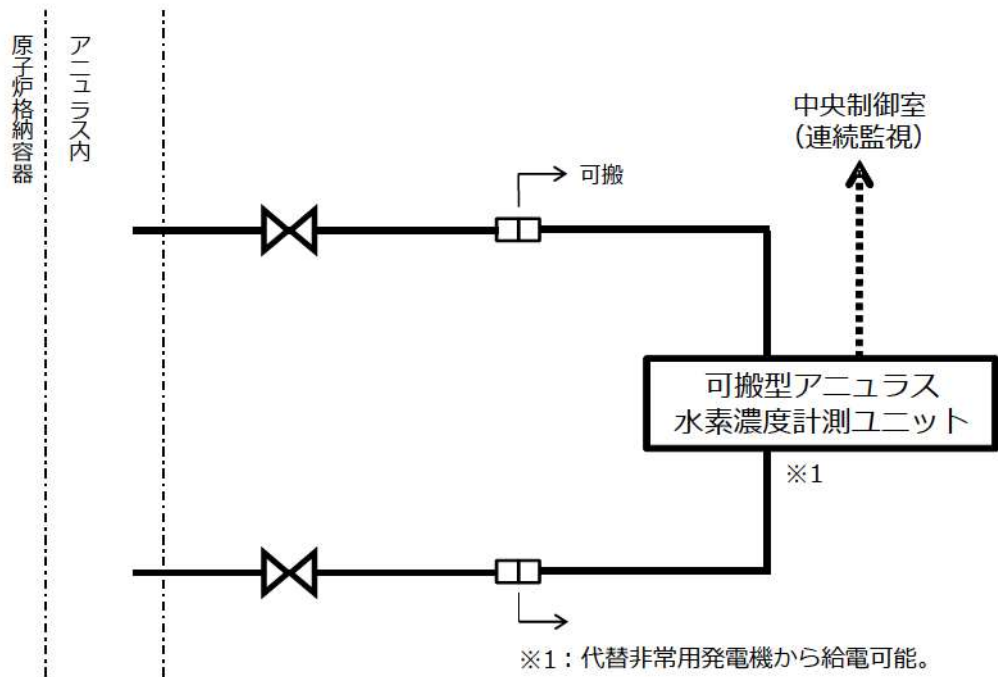 原子炉格納容器
アニュラス内
中央制御室
（連続監視）
可搬
可搬型アニュラス
水素濃度計測ユニット
※1
※1：代替非常用発電機から給電可能。